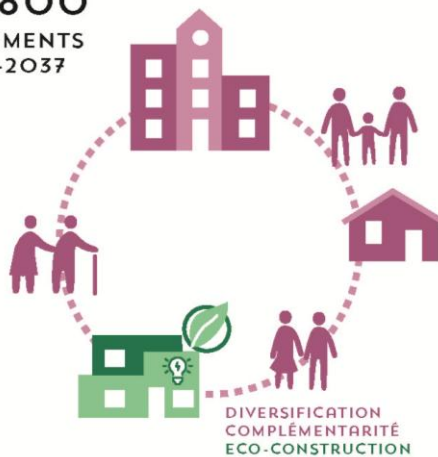 800
MENTS
-2037
DIVERSIFICATION
COMPLÉMENTARITÉ
ECO-CONSTRUCTION